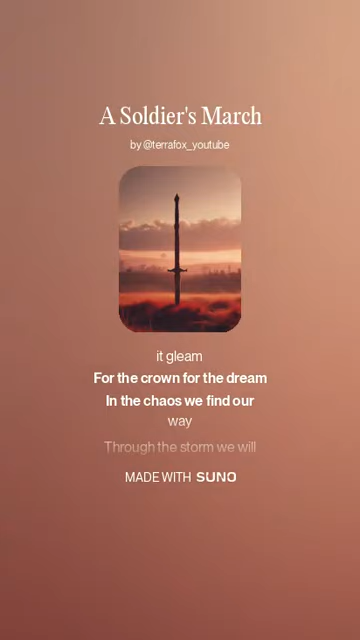 A Soldier's March
by @terrafox_youtube
it gleam
For the crown for the dream
In the chaos we find our
way
Through the storm we will
MADE WITH SUNO